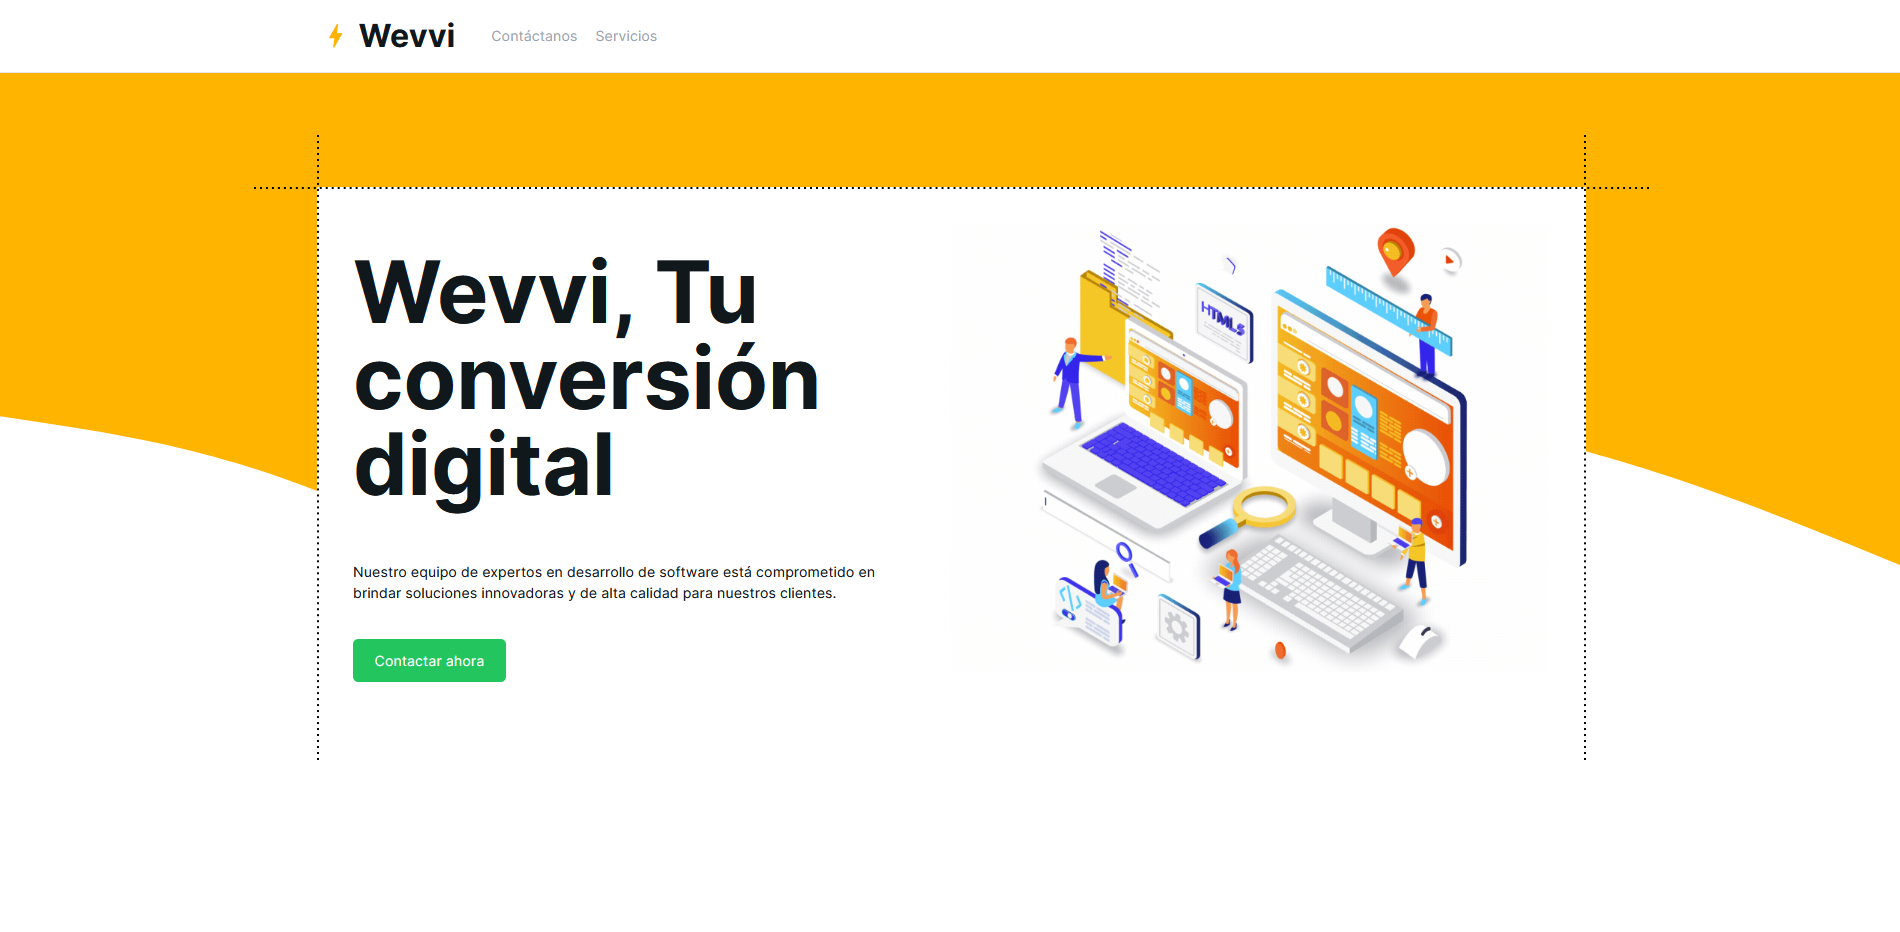 Wevvi
Contáctanos
Servicios
Wevvi, Tu
conversión
digital
Nuestro equipo de expertos en desarrollo de software está comprometido en
brindar soluciones innovadoras y de alta calidad para nuestros clientes.
Contactar ahora
HTML5